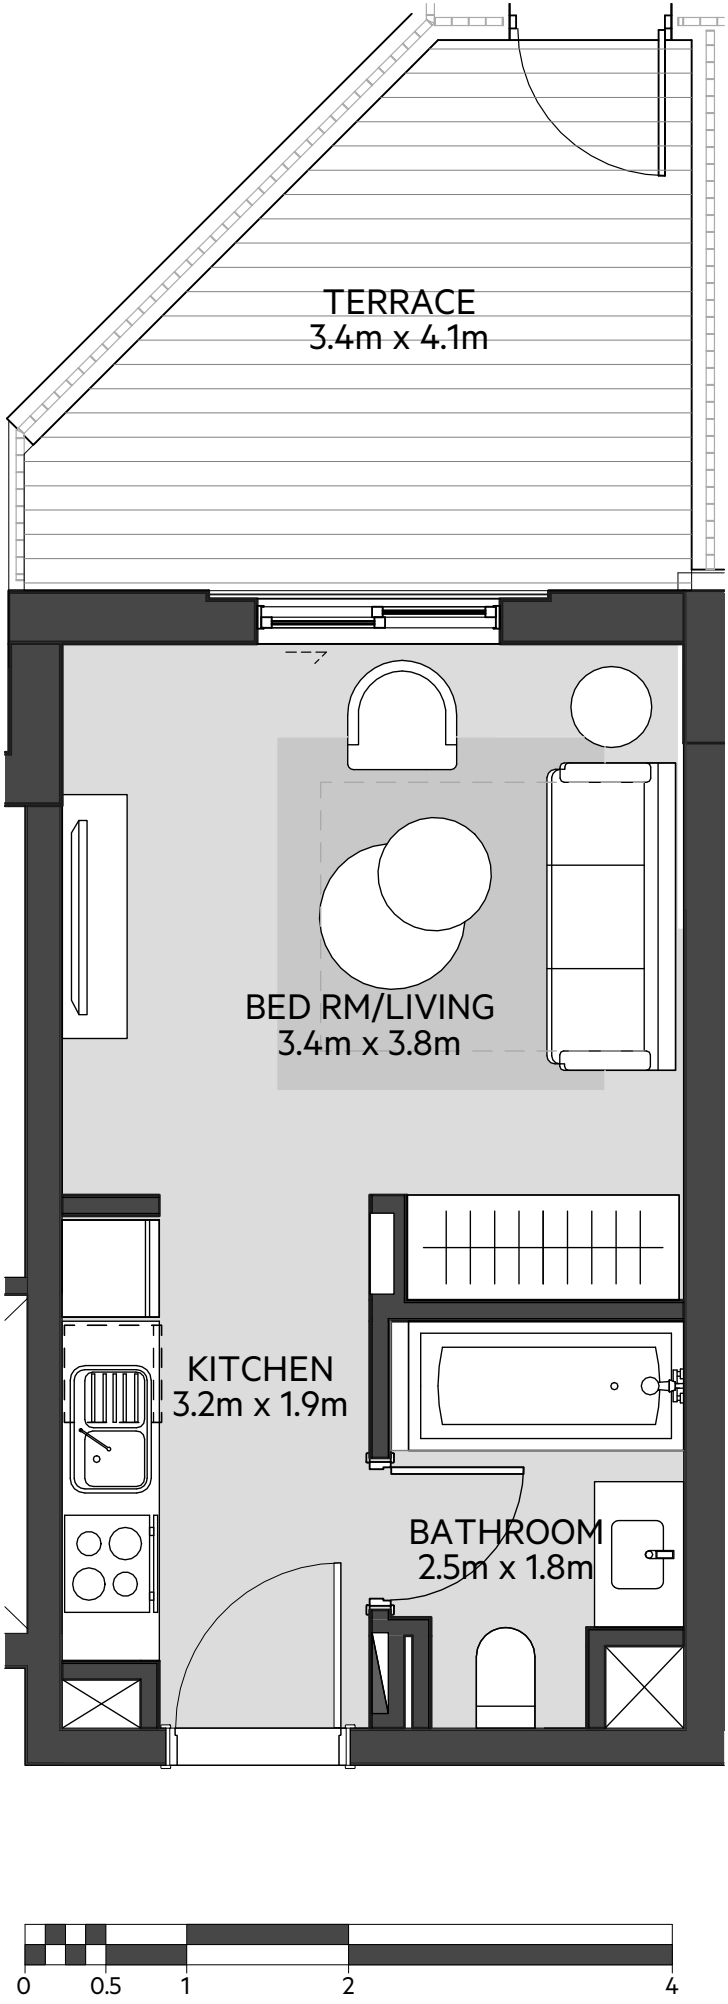 TERRACE
3.4m x 4.1m
BED RM/LIVING
3.4m x 3.8m
KITCHEN
3.2m x 1.9m
BATHROOM
2.5m x 1.8m
0 0.5 1 2 4